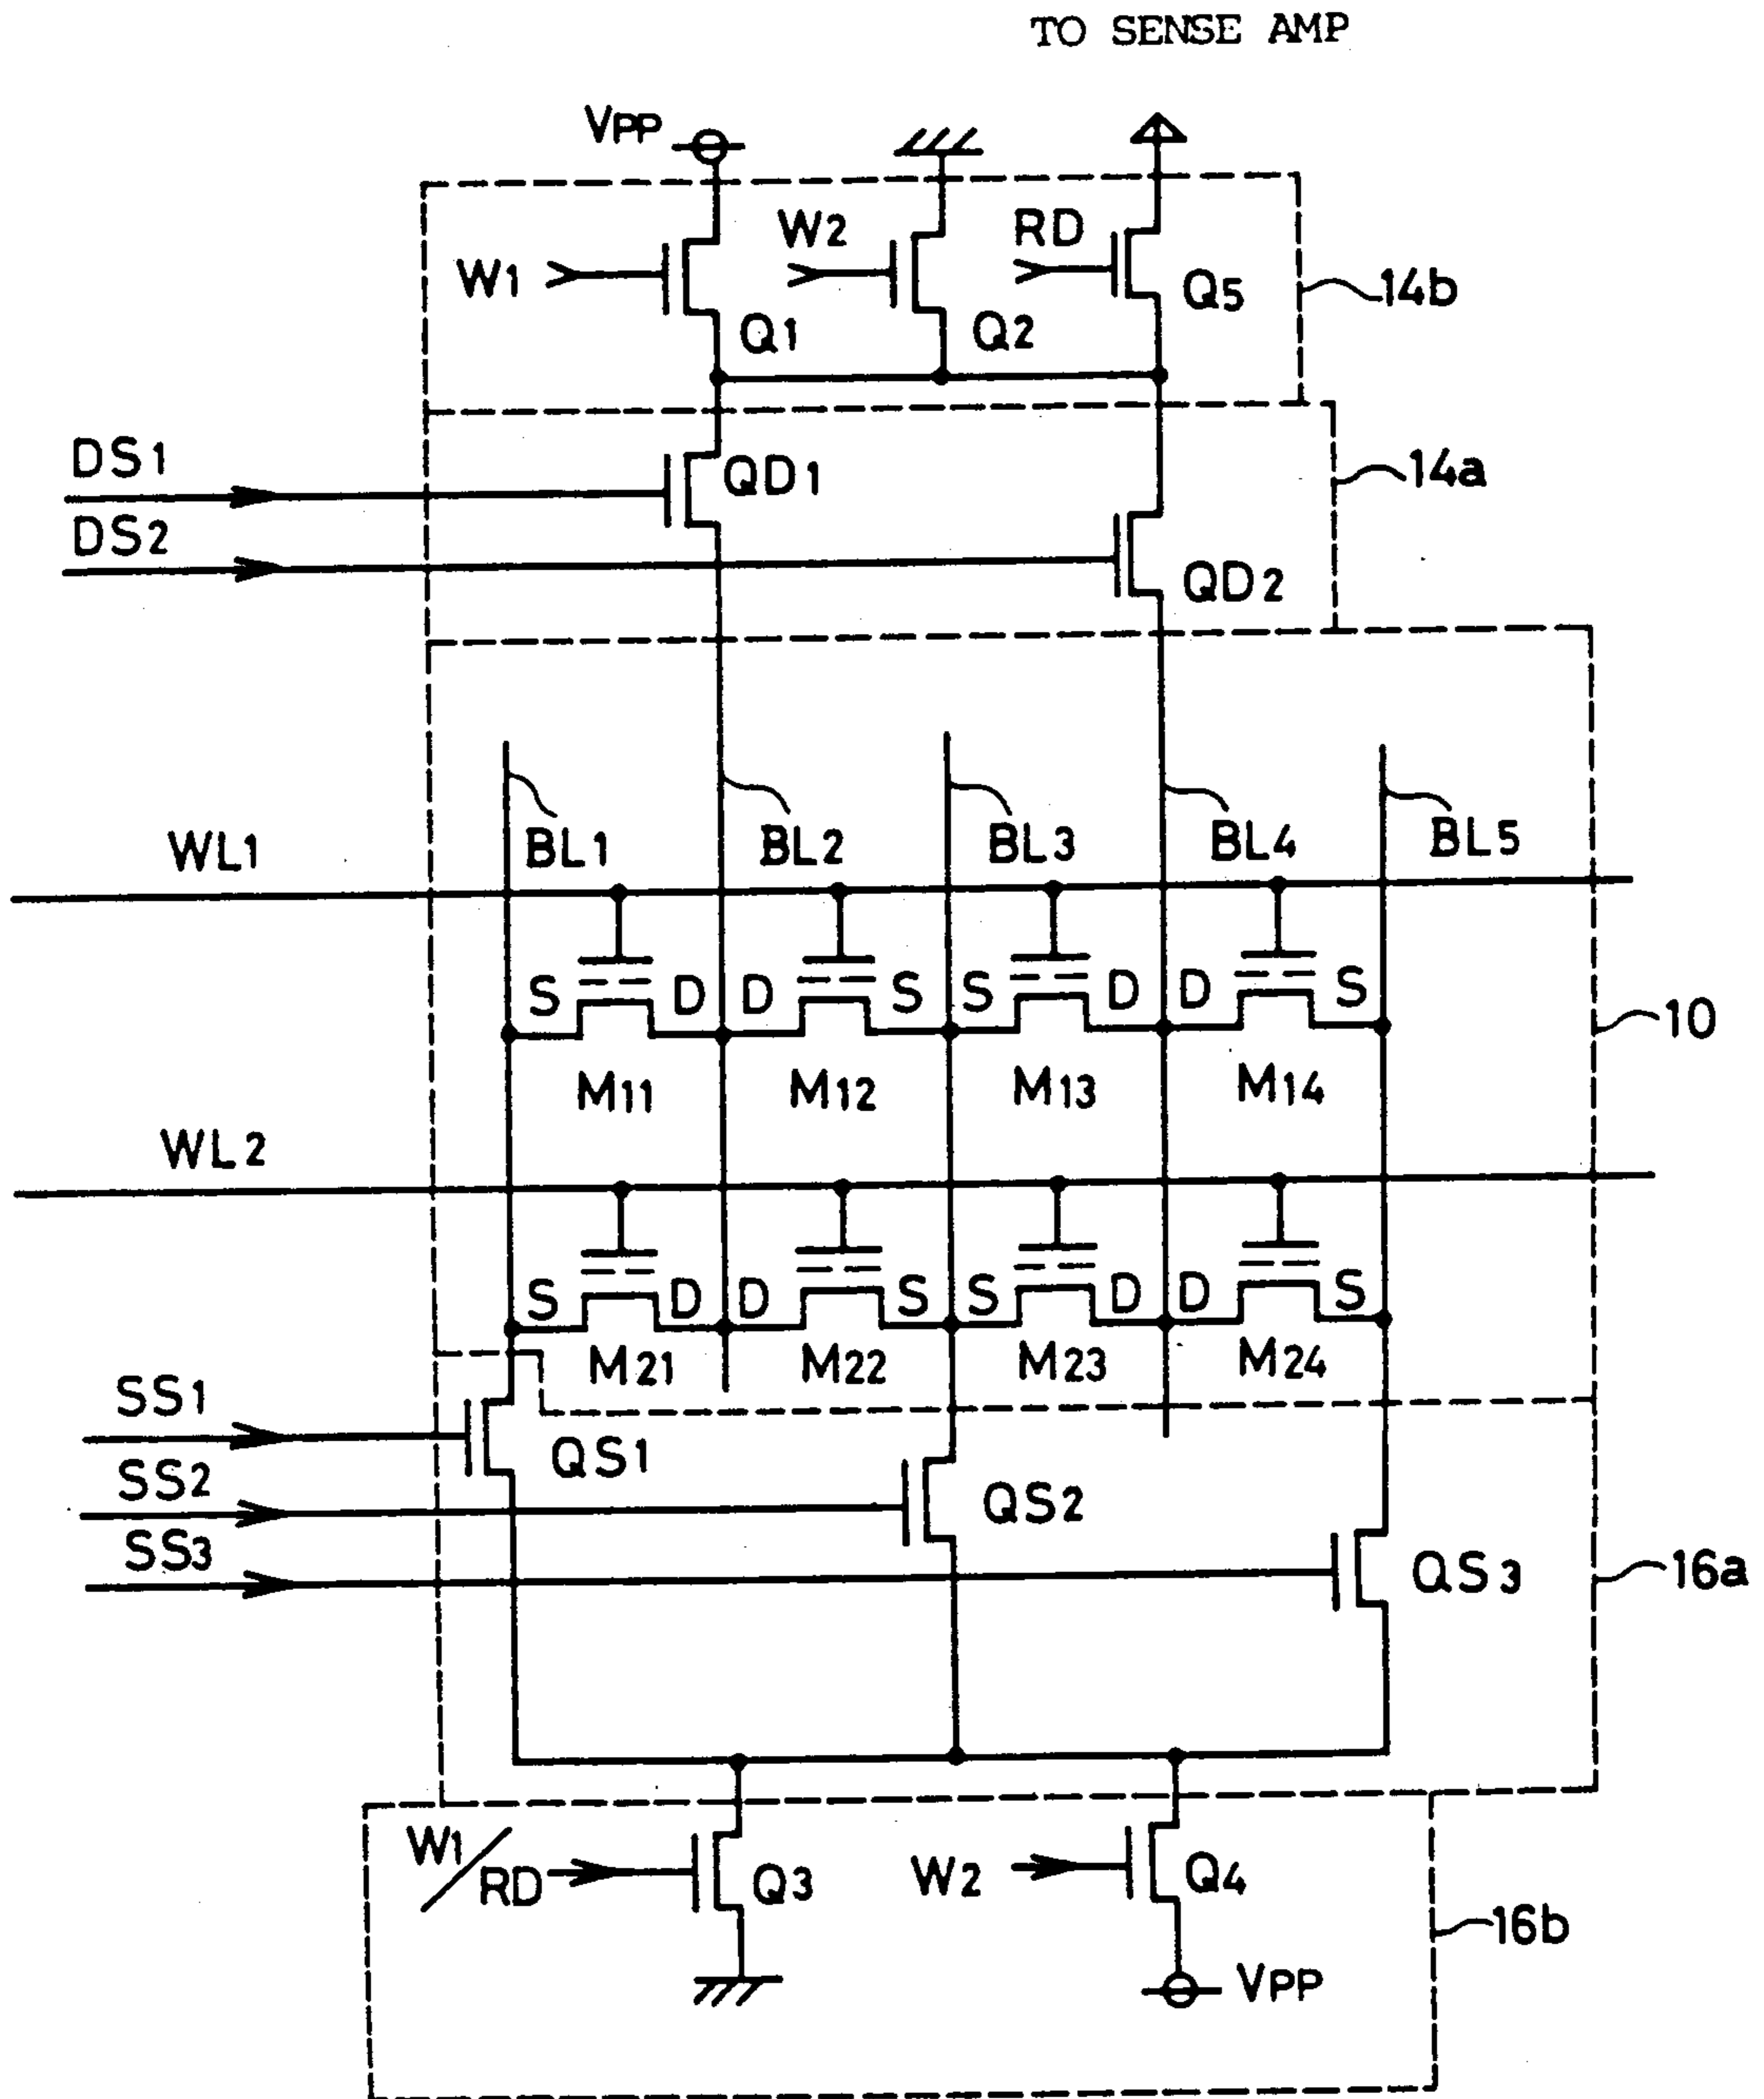 TO SENSE AMP
VPP
W1
W2
RD
Q1
Q2
Q5
14b
DS1
QD1
14a
DS2
QD2
BL1
BL2
BL3
BL4
BL5
WL1
S D D S S D D S
10
M11
M12
M13
M14
WL2
S D D S S D D S
M21
M22
M23
M24
SS1
QS1
SS2
QS2
SS3
QS3
16a
W1/RD
Q3
W2
Q4
16b
VPP